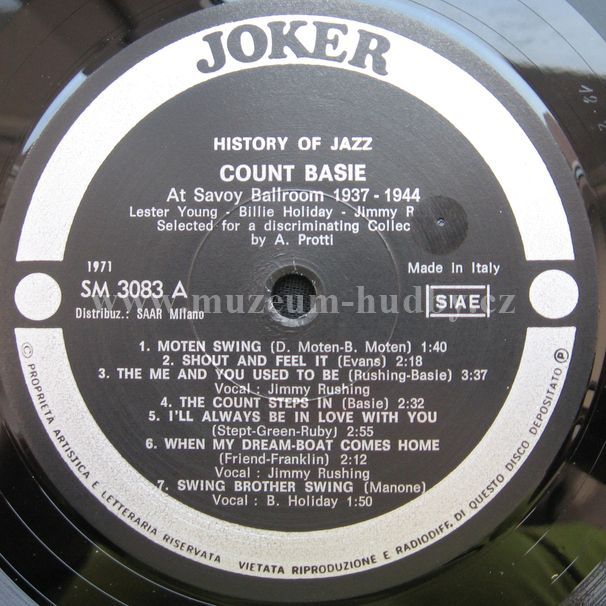 JOKER
HISTORY OF JAZZ
COUNT BASIE
At Savoy Ballroom 1937 - 1944
Lester Young - Billie Holiday - Jimmy
Selected for a discriminating
by A. Protti
1971
SM 3083 A
Distribuz.: SAAR Milano
Made in Italy
SIAE
www.muzeum-hudby.cz
1. MOTEN SWING (D. Moten-B. Moten) 1:40
2. SHOUT AND FEEL IT (Evans) 2:18
3. THE ME AND YOU USED TO BE (Rushing-Basie) 3:37
Vocal : Jimmy Rushing
4. THE COUNT STEPS IN (Basie) 2:32
5. I'LL ALWAYS BE IN LOVE WITH YOU
(Stept-Green-Ruby) 2:55
6. WHEN MY DREAM-BOAT COMES HOME
(Friend-Franklin) 2:12
Vocal : Jimmy Rushing
7. SWING BROTHER SWING (Manone)
Vocal : B. Holiday 1:50
© PROPRIETÀ ARTISTICA E LETTERARIA RISERVATA VIETATA RIPRODUZIONE E RADIODIFF. DI QUESTO DISCO DEPOSITATO ℗